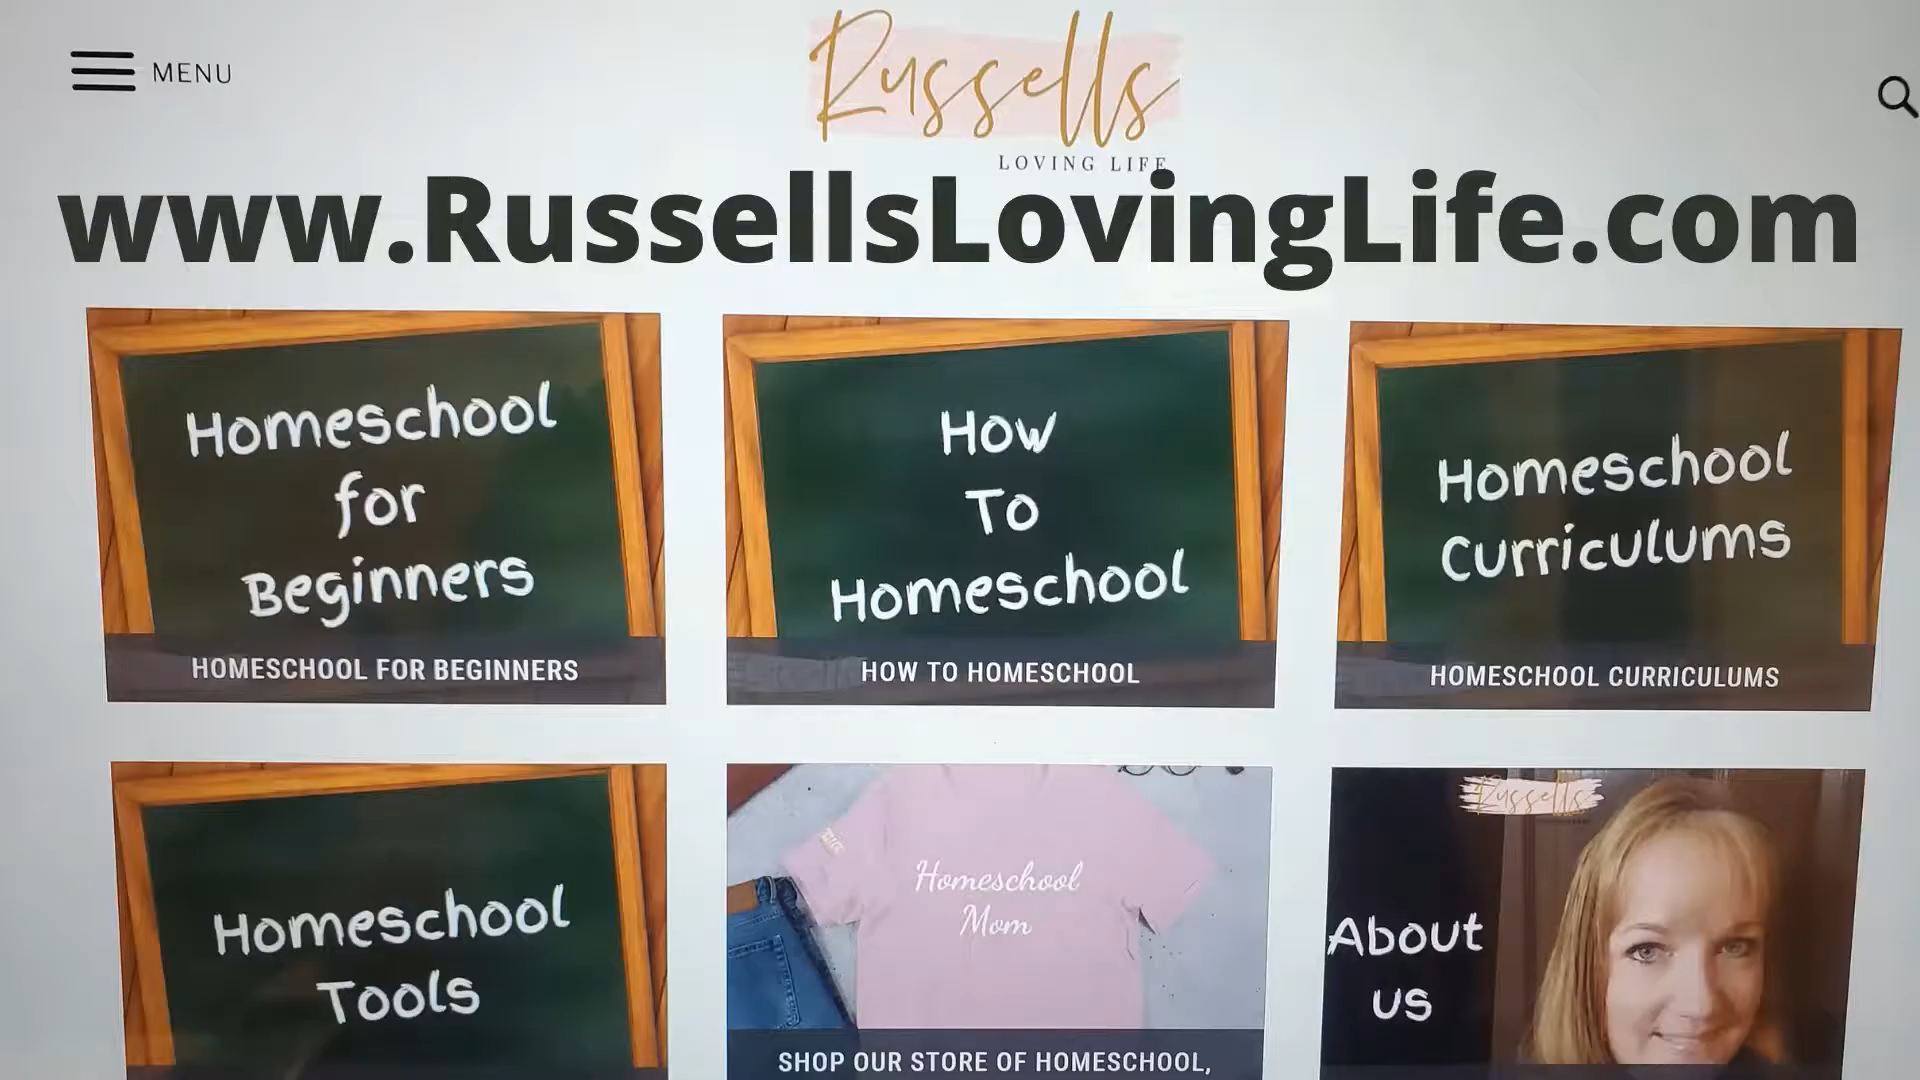 MENU
Russells
LOVING LIFE
www.RussellsLovingLife.com
Homeschool
for
Beginners
HOMESCHOOL FOR BEGINNERS
How
To
Homeschool
HOW TO HOMESCHOOL
Homeschool
Curriculums
HOMESCHOOL CURRICULUMS
Homeschool
Tools
Homeschool
Mom
SHOP OUR STORE OF HOMESCHOOL,
Russells
About
us